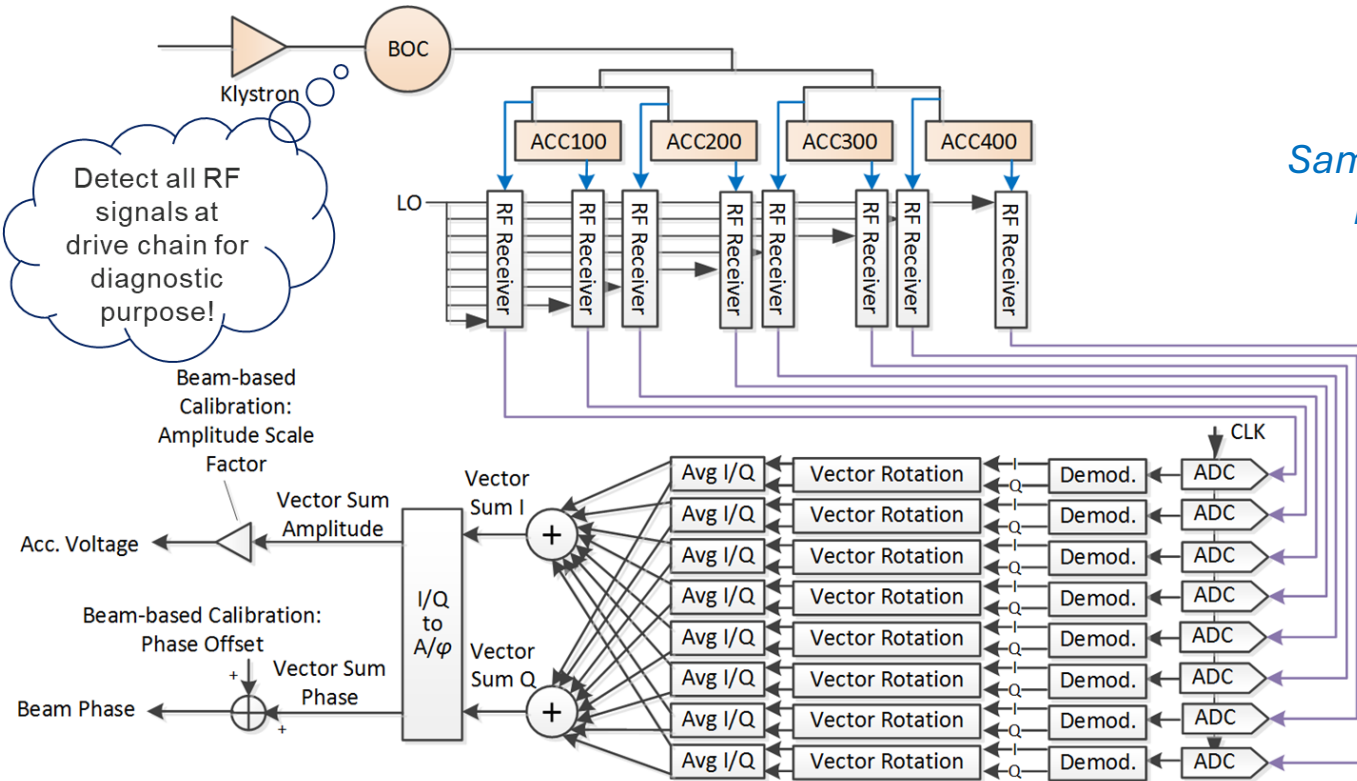 BOC
Klystron
ACC100
ACC200
ACC300
ACC400
Detect all RF
signals at
drive chain for
diagnostic
purpose!
LO
RF Receiver
RF Receiver
RF Receiver
RF Receiver
RF Receiver
RF Receiver
RF Receiver
RF Receiver
Sam
Beam-based
Calibration:
Amplitude Scale
Factor
Vector Sum
Amplitude
Acc. Voltage
Beam-based Calibration:
Phase Offset
+
Vector Sum
Phase
+
Beam Phase
I/Q
to
A/φ
Vector
Sum I
+
Vector
Sum Q
+
CLK
Avg I/Q
Vector Rotation
I
Q
Demod.
ADC
Avg I/Q
Vector Rotation
I
Q
Demod.
ADC
Avg I/Q
Vector Rotation
I
Q
Demod.
ADC
Avg I/Q
Vector Rotation
I
Q
Demod.
ADC
Avg I/Q
Vector Rotation
I
Q
Demod.
ADC
Avg I/Q
Vector Rotation
I
Q
Demod.
ADC
Avg I/Q
Vector Rotation
I
Q
Demod.
ADC
Avg I/Q
Vector Rotation
I
Q
Demod.
ADC